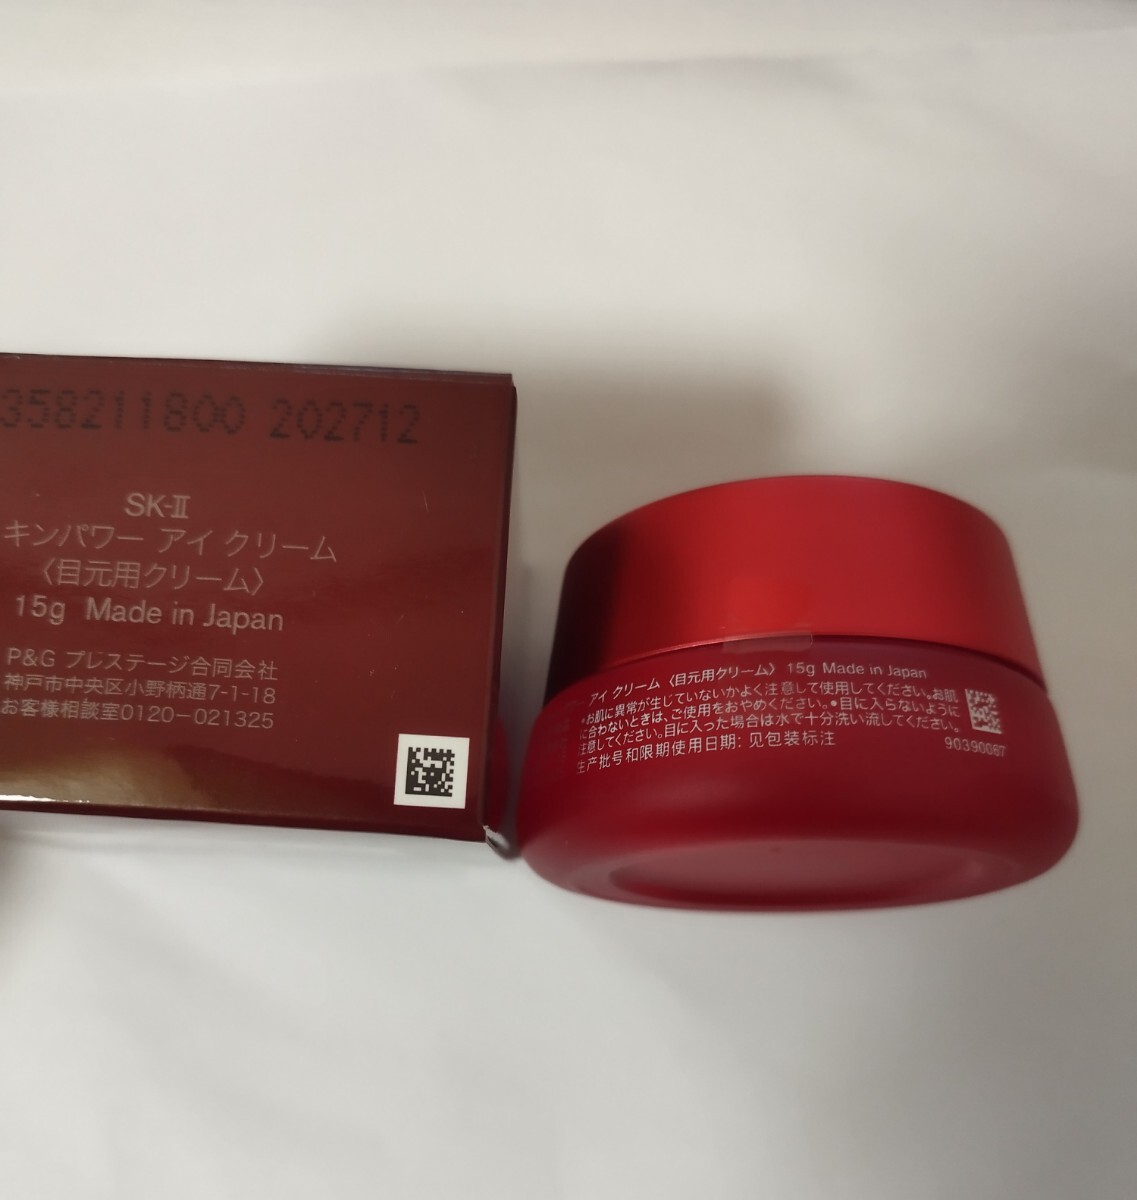 358211800 202712
SK-II
キンパワー アイ クリーム
〈目元用クリーム〉
15g Made in Japan
P&G プレステージ合同会社
神戸市中央区小野柄通7-1-18
お客様相談室0120-021325
アイ クリーム 〈目元用クリーム〉 15g Made in Japan
•お肌に異常が生じていないかよく注意して使用してください。お肌
に合わないときは、ご使用をおやめください。•目に入らないように
注意してください。目に入った場合は水で十分洗い流してください。
生产批号和限期使用日期: 见包装标注
90390067